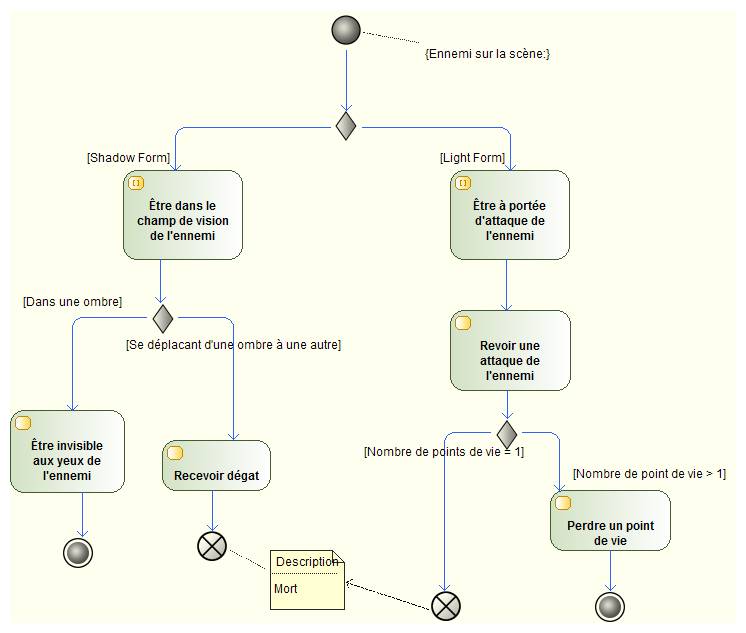 {Ennemi sur la scène:}
[Shadow Form]
[Light Form]
Être dans le
champ de vision
de l'ennemi
Être à portée
d'attaque de
l'ennemi
[Dans une ombre]
[Se déplacant d'une ombre à une autre]
Revoir une
attaque de
l'ennemi
Être invisible
aux yeux de
l'ennemi
Recevoir dégat
[Nombre de points de vie = 1]
[Nombre de point de vie > 1]
Perdre un point
de vie
Description
Mort